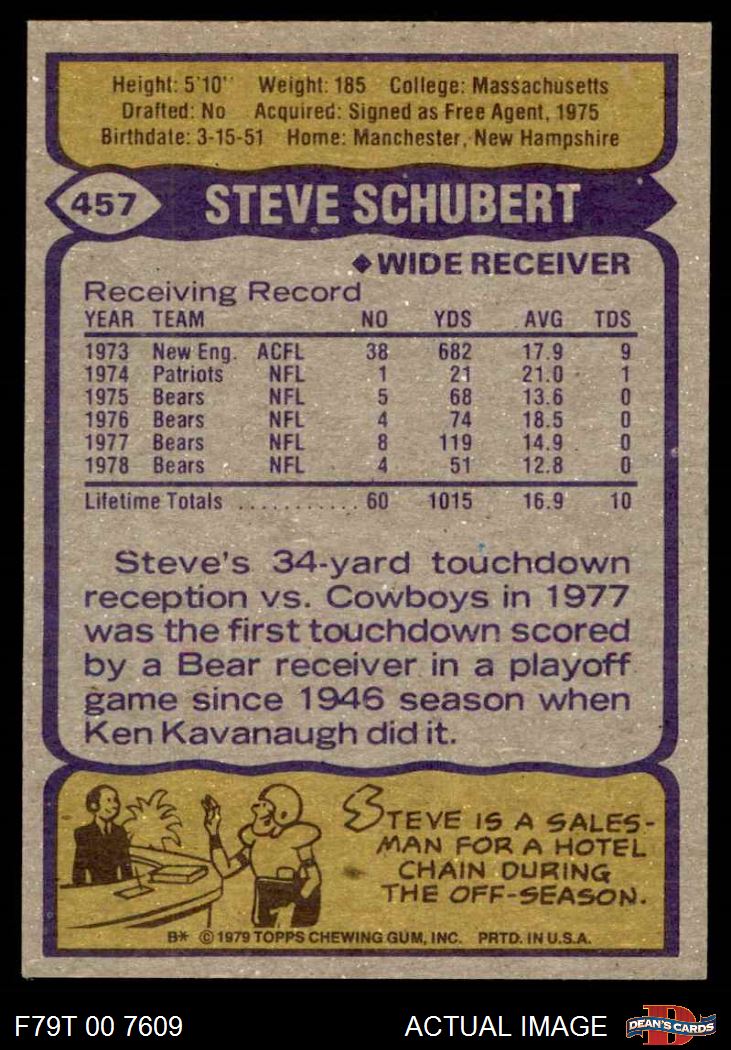 Height: 5'10" Weight: 185 College: Massachusetts
Drafted: No Acquired: Signed as Free Agent, 1975
Birthdate: 3-15-51 Home: Manchester, New Hampshire
457 STEVE SCHUBERT
◆WIDE RECEIVER
Receiving Record
YEAR TEAM NO YDS AVG TDS
1973 New Eng. ACFL 38 682 17.9 9
1974 Patriots NFL 1 21 21.0 1
1975 Bears NFL 5 68 13.6 0
1976 Bears NFL 4 74 18.5 0
1977 Bears NFL 8 119 14.9 0
1978 Bears NFL 4 51 12.8 0
Lifetime Totals ........... 60 1015 16.9 10
Steve's 34-yard touchdown
reception vs. Cowboys in 1977
was the first touchdown scored
by a Bear receiver in a playoff
game since 1946 season when
Ken Kavanaugh did it.
STEVE IS A SALES-
MAN FOR A HOTEL
CHAIN DURING
THE OFF-SEASON.
B* © 1979 TOPPS CHEWING GUM, INC. PRTD. IN U.S.A.
F79T 00 7609 ACTUAL IMAGE D DEAN'S CARDS